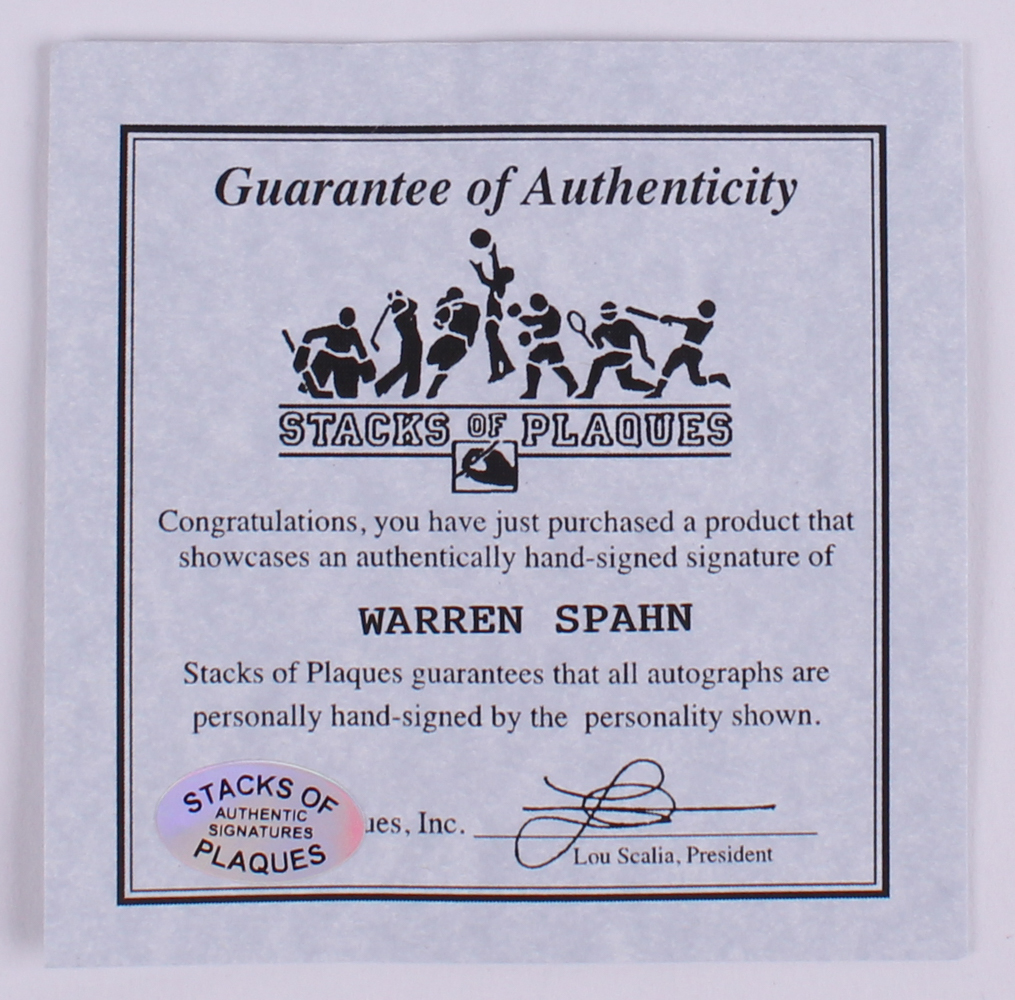 Guarantee of Authenticity
STACKS OF PLAQUES
Congratulations, you have just purchased a product that
showcases an authentically hand-signed signature of
WARREN SPAHN
Stacks of Plaques guarantees that all autographs are
personally hand-signed by the personality shown.
STACKS OF
AUTHENTIC
SIGNATURES
PLAQUES
ues, Inc.
Lou Scalia, President